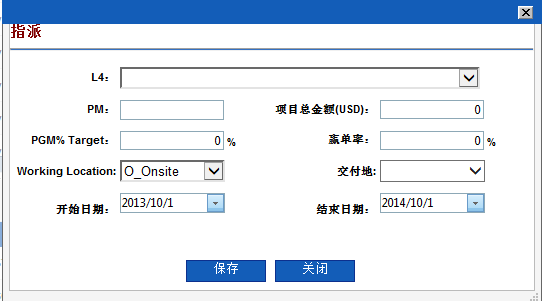 指派
L4：
PM： 项目总金额(USD)： 0
PGM% Target： 0 % 赢单率： 0 %
Working Location: O_Onsite 交付地:
开始日期： 2013/10/1 结束日期： 2014/10/1
保存 关闭